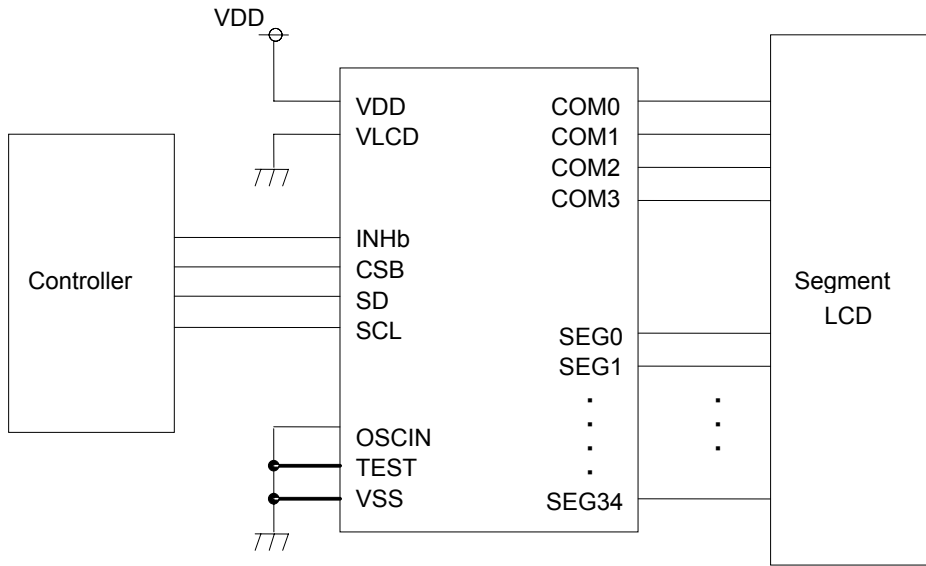 VDD
VDD
VLCD
INHb
CSB
SD
SCL
OSCIN
TEST
VSS
COM0
COM1
COM2
COM3
SEG0
SEG1
SEG34
Controller
Segment
LCD